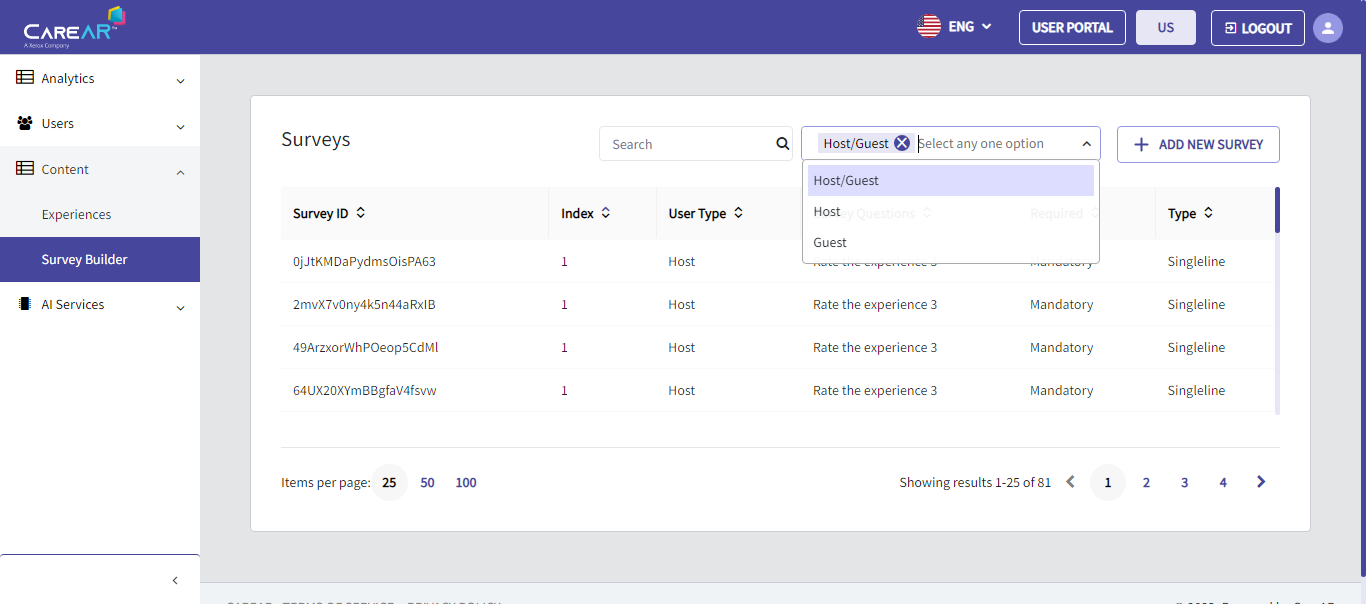 CAREAR™
A Xerox Company
ENG
USER PORTAL
US
LOGOUT
Analytics
Users
Content
Experiences
Survey Builder
AI Services
Surveys
Search
Host/Guest Select any one option
ADD NEW SURVEY
Host/Guest
Host
Guest
Survey ID Index User Type Questions Required Type
0jJtKMDaPydmsOisPA63 1 Host Rate the experience 3 Mandatory Singleline
2mvX7v0ny4k5n44aRxIB 1 Host Rate the experience 3 Mandatory Singleline
49ArzxorWhPOeop5CdMl 1 Host Rate the experience 3 Mandatory Singleline
64UX20XYmBBgfaV4fsvw 1 Host Rate the experience 3 Mandatory Singleline
Items per page: 25 50 100
Showing results 1-25 of 81 1 2 3 4